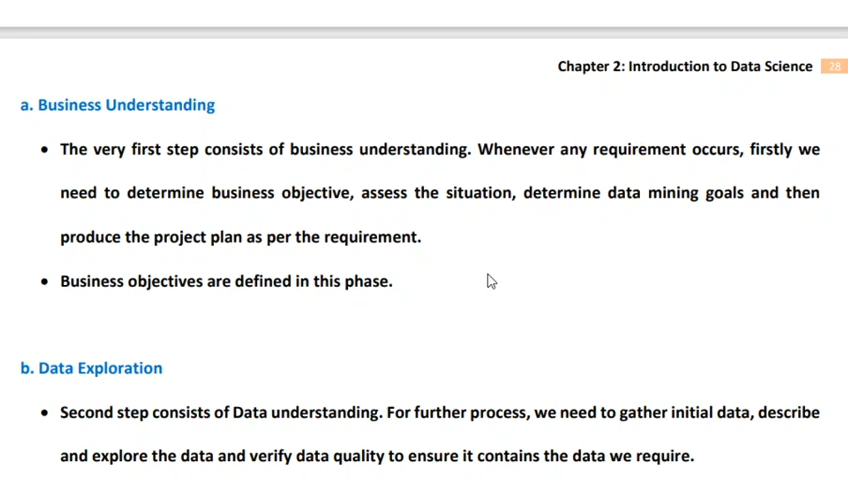 Chapter 2: Introduction to Data Science 28
a. Business Understanding
• The very first step consists of business understanding. Whenever any requirement occurs, firstly we
need to determine business objective, assess the situation, determine data mining goals and then
produce the project plan as per the requirement.
• Business objectives are defined in this phase.
b. Data Exploration
• Second step consists of Data understanding. For further process, we need to gather initial data, describe
and explore the data and verify data quality to ensure it contains the data we require.